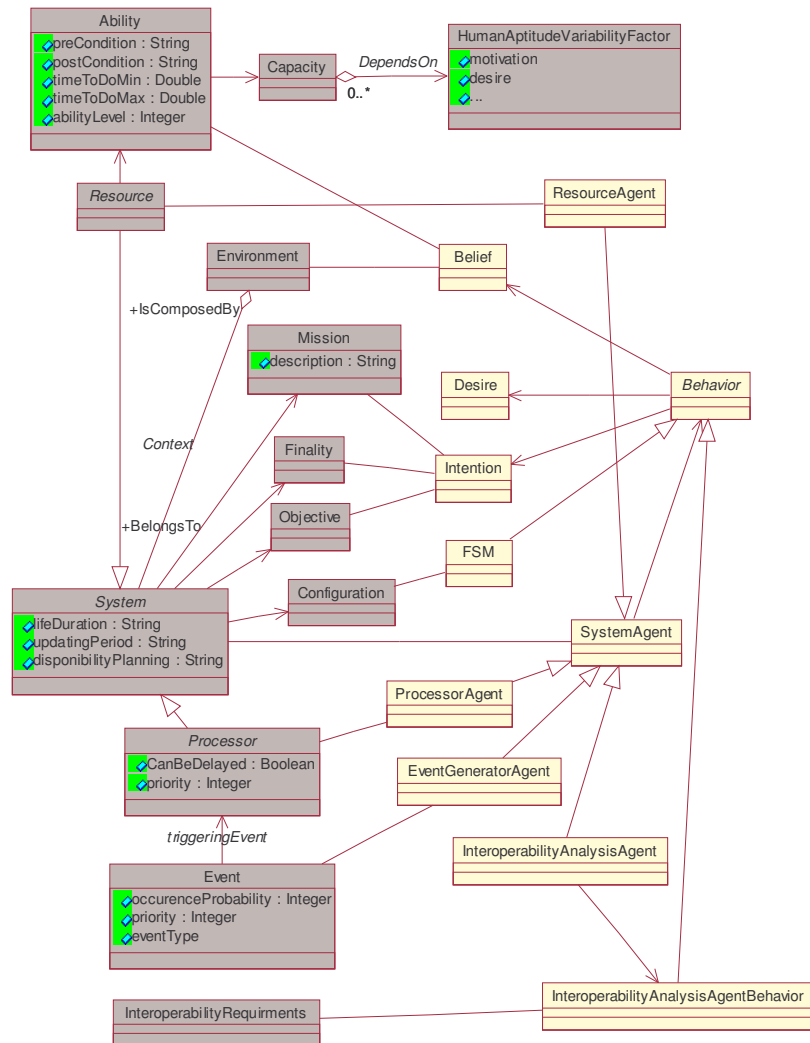 Ability
preCondition : String
postCondition : String
timeToDoMin : Double
timeToDoMax : Double
abilityLevel : Integer
Capacity
0..*
DependsOn
HumanAptitudeVariabilityFactor
motivation
desire
...
Resource
ResourceAgent
Environment
Belief
+IsComposedBy
Mission
description : String
Desire
Behavior
Context
Finality
Intention
+BelongsTo
Objective
FSM
Configuration
System
lifeDuration : String
updatingPeriod : String
disponibilityPlanning : String
SystemAgent
ProcessorAgent
Processor
CanBeDelayed : Boolean
priority : Integer
EventGeneratorAgent
triggeringEvent
InteroperabilityAnalysisAgent
Event
occurenceProbability : Integer
priority : Integer
eventType
InteroperabilityAnalysisAgentBehavior
InteroperabilityRequirments